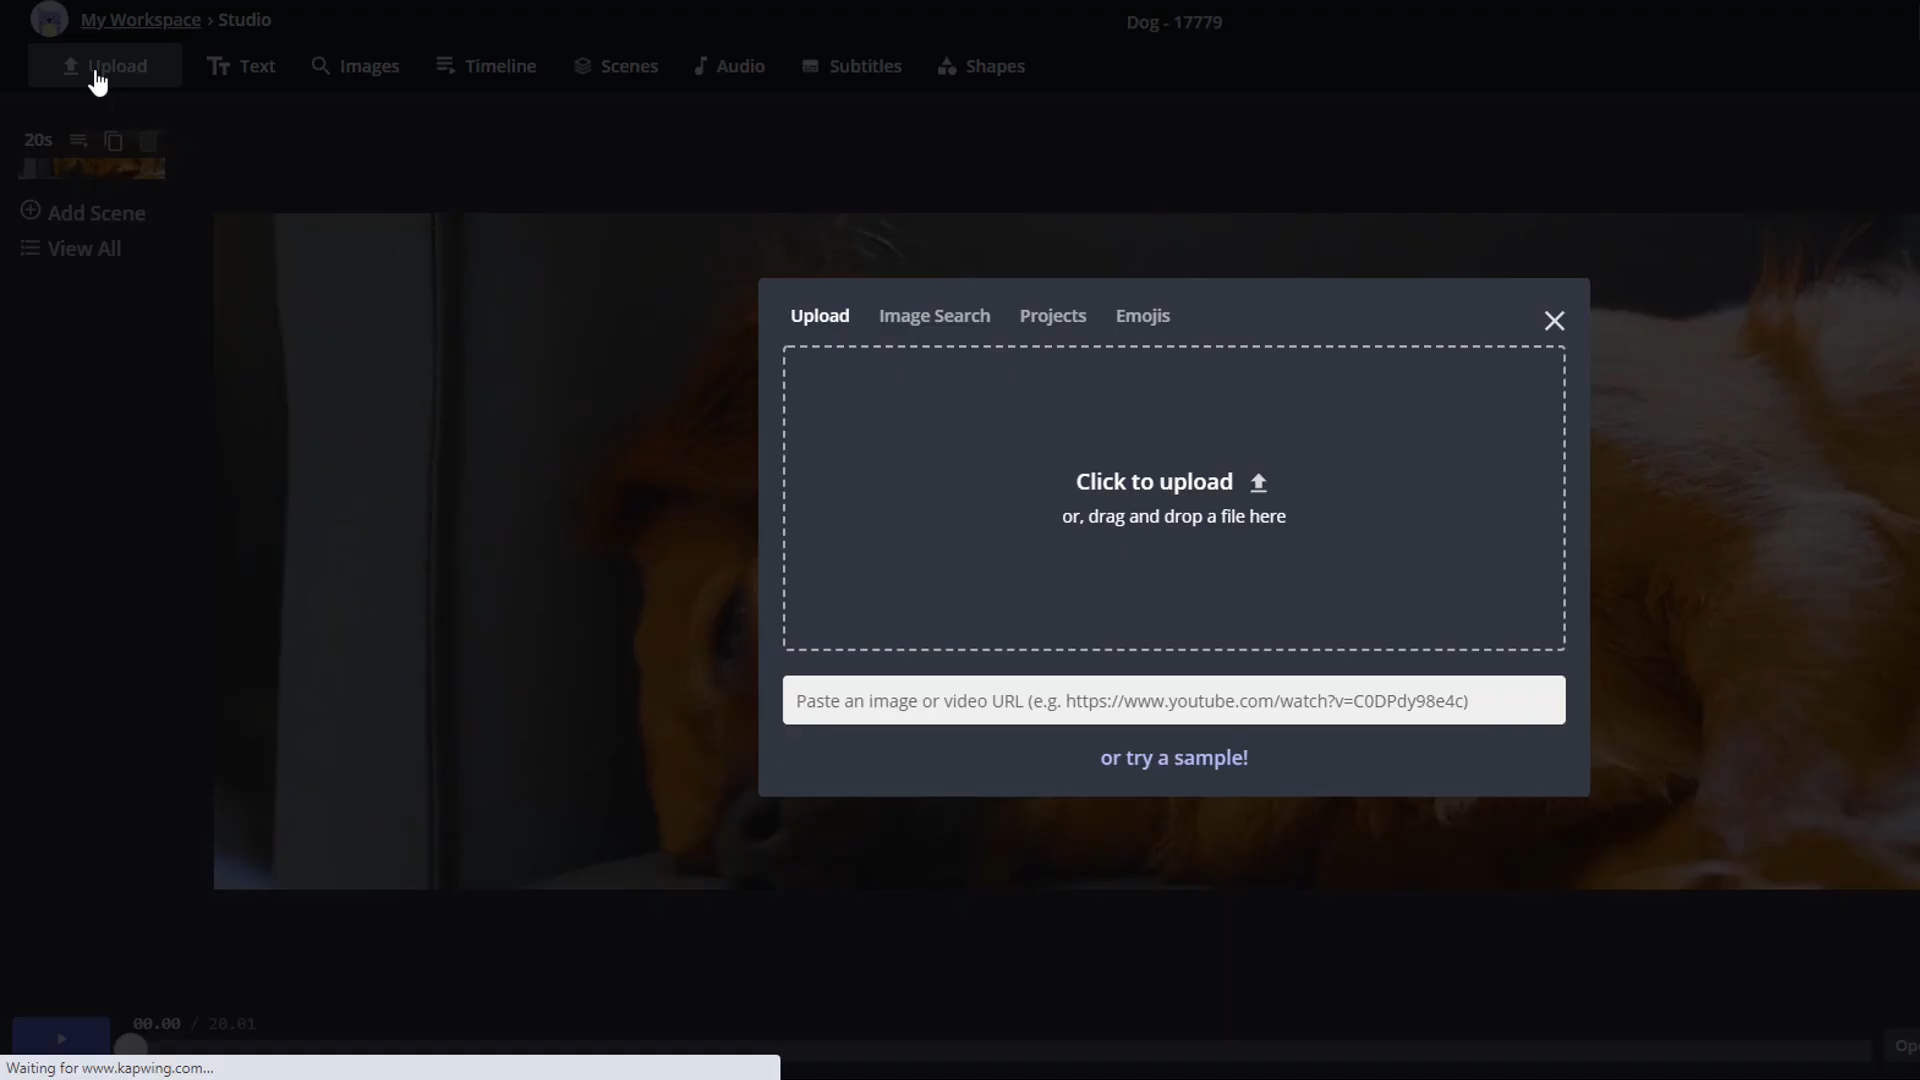 My Workspace › Studio
Dog - 17779
Upload
Text
Images
Timeline
Scenes
Audio
Subtitles
Shapes
20s
Add Scene
View All
Upload
Image Search
Projects
Emojis
Click to upload
or, drag and drop a file here
Paste an image or video URL (e.g. https://www.youtube.com/watch?v=C0DPdy98e4c)
or try a sample!
00.00 / 20.01
Waiting for www.kapwing.com...